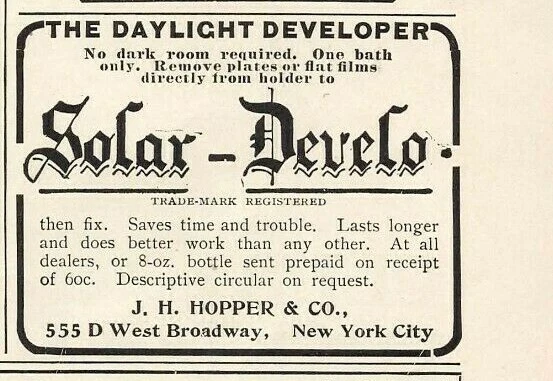 THE DAYLIGHT DEVELOPER
No dark room required. One bath
only. Remove plates or flat films
directly from holder to
Solar-Develo
TRADE-MARK REGISTERED
then fix. Saves time and trouble. Lasts longer
and does better work than any other. At all
dealers, or 8-oz. bottle sent prepaid on receipt
of 60c. Descriptive circular on request.
J. H. HOPPER & CO.,
555 D West Broadway, New York City